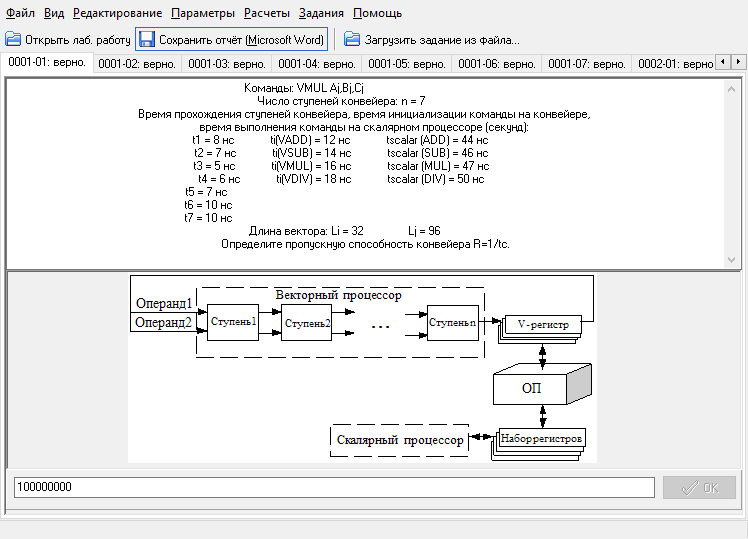 Файл Вид Редактирование Параметры Расчеты Задания Помощь
Открыть лаб. работу Сохранить отчёт (Microsoft Word) Загрузить задание из файла...
0001-01: верно. 0001-02: верно. 0001-03: верно. 0001-04: верно. 0001-05: верно. 0001-06: верно. 0001-07: верно. 0002-01: верно
Команды: VMUL Aj,Bj,Cj
Число ступеней конвейера: n = 7
Время прохождения ступеней конвейера, время инициализации команды на конвейере,
время выполнения команды на скалярном процессоре (секунд):
t1 = 8 нс ti(VADD) = 12 нс tscalar (ADD) = 44 нс
t2 = 7 нс ti(VSUB) = 14 нс tscalar (SUB) = 46 нс
t3 = 5 нс ti(VMUL) = 16 нс tscalar (MUL) = 47 нс
t4 = 6 нс ti(VDIV) = 18 нс tscalar (DIV) = 50 нс
t5 = 7 нс
t6 = 10 нс
t7 = 10 нс
Длина вектора: Li = 32 Lj = 96
Определите пропускную способность конвейера R=1/tc.
Векторный процессор
Операнд1
Операнд2
Ступень1 Ступень2 ... Ступеньn V-регистр
ОП
Скалярный процессор Наборрегистров
100000000
OK